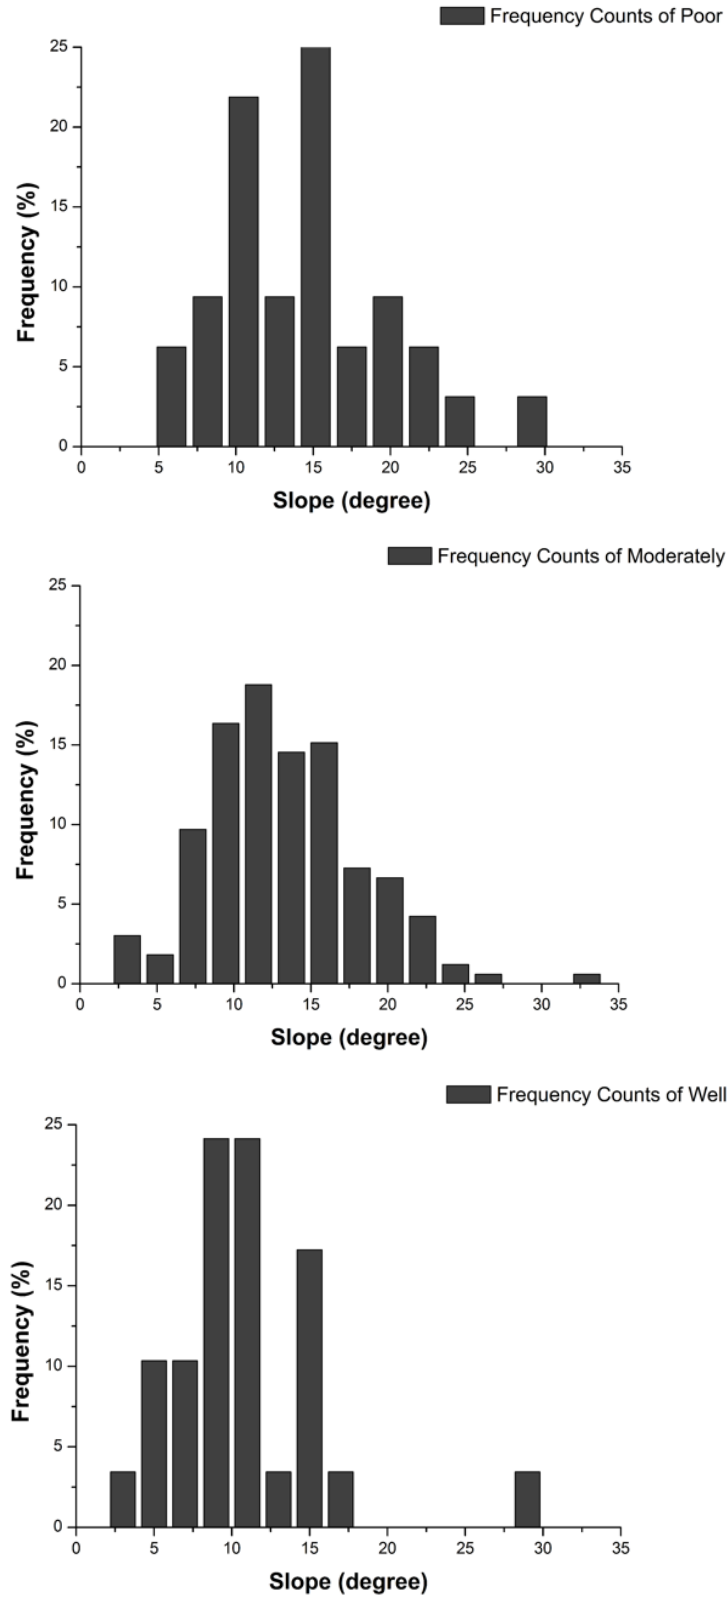 Frequency Counts of Poor
25
20
15
10
5
0
Frequency (%)
0 5 10 15 20 25 30 35
Slope (degree)
Frequency Counts of Moderately
25
20
15
10
5
0
Frequency (%)
0 5 10 15 20 25 30 35
Slope (degree)
Frequency Counts of Well
25
20
15
10
5
0
Frequency (%)
0 5 10 15 20 25 30 35
Slope (degree)